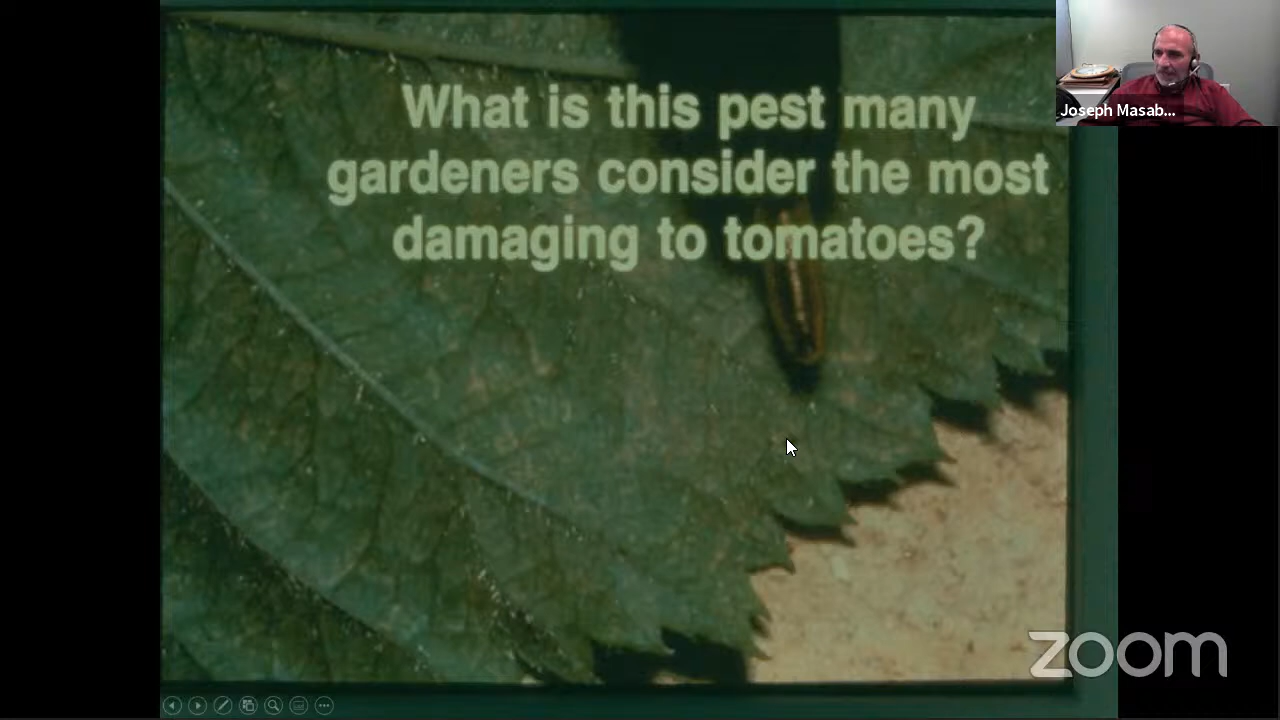 What is this pest many
gardeners consider the most
damaging to tomatoes?
Joseph Masab...
zoom